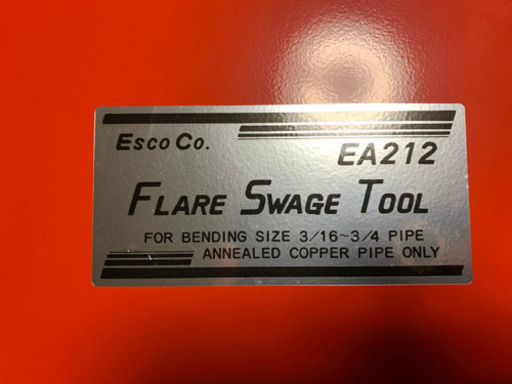 Esco Co.
EA212
FLARE SWAGE TOOL
FOR BENDING SIZE 3/16~3/4 PIPE
ANNEALED COPPER PIPE ONLY